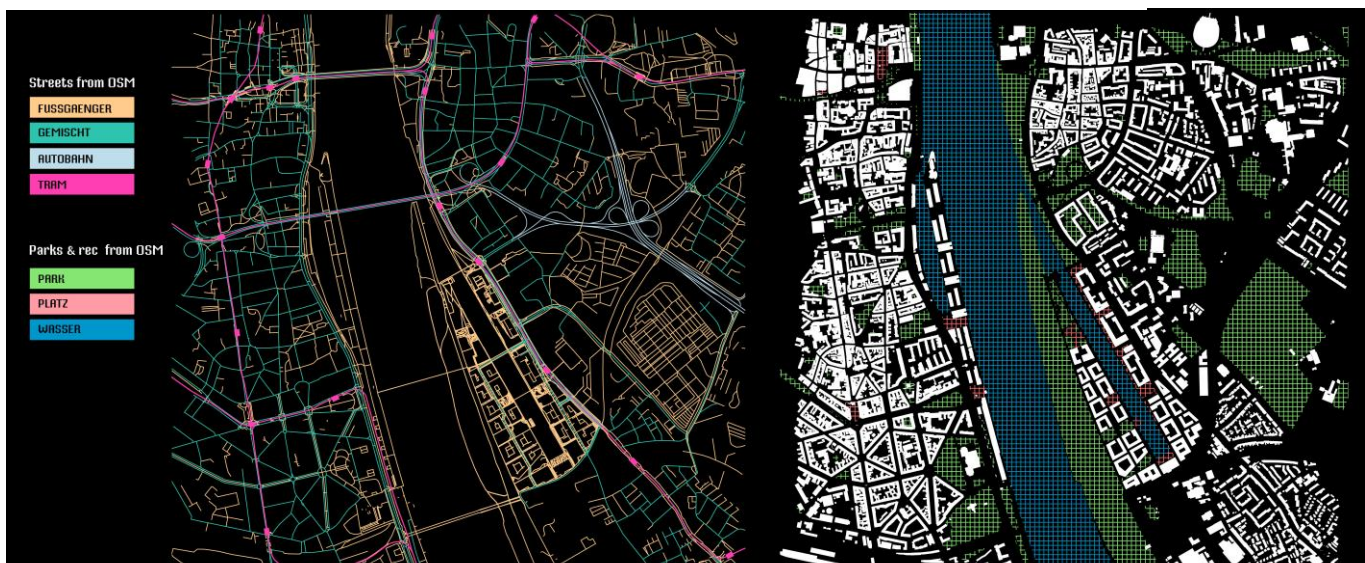 Streets from OSM
FUSSGAENGER
GEMISCHT
AUTOBAHN
TRAM
Parks & rec from OSM
PARK
PLATZ
WASSER